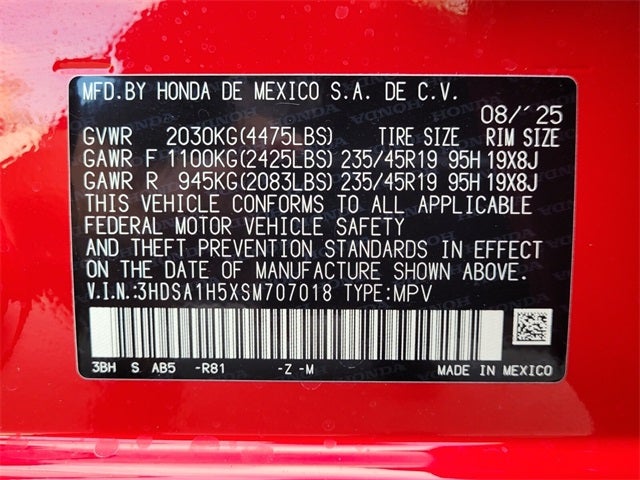 MFD.BY HONDA DE MEXICO S.A. DE C.V.
08/'25
GVWR 2030KG(4475LBS) TIRE SIZE RIM SIZE
GAWR F 1100KG(2425LBS) 235/45R19 95H 19X8J
GAWR R 945KG(2083LBS) 235/45R19 95H 19X8J
THIS VEHICLE CONFORMS TO ALL APPLICABLE
FEDERAL MOTOR VEHICLE SAFETY
AND THEFT PREVENTION STANDARDS IN EFFECT
ON THE DATE OF MANUFACTURE SHOWN ABOVE.
V.I.N.:3HDSA1H5XSM707018 TYPE:MPV
3BH S AB5 -R81 -Z -M MADE IN MEXICO